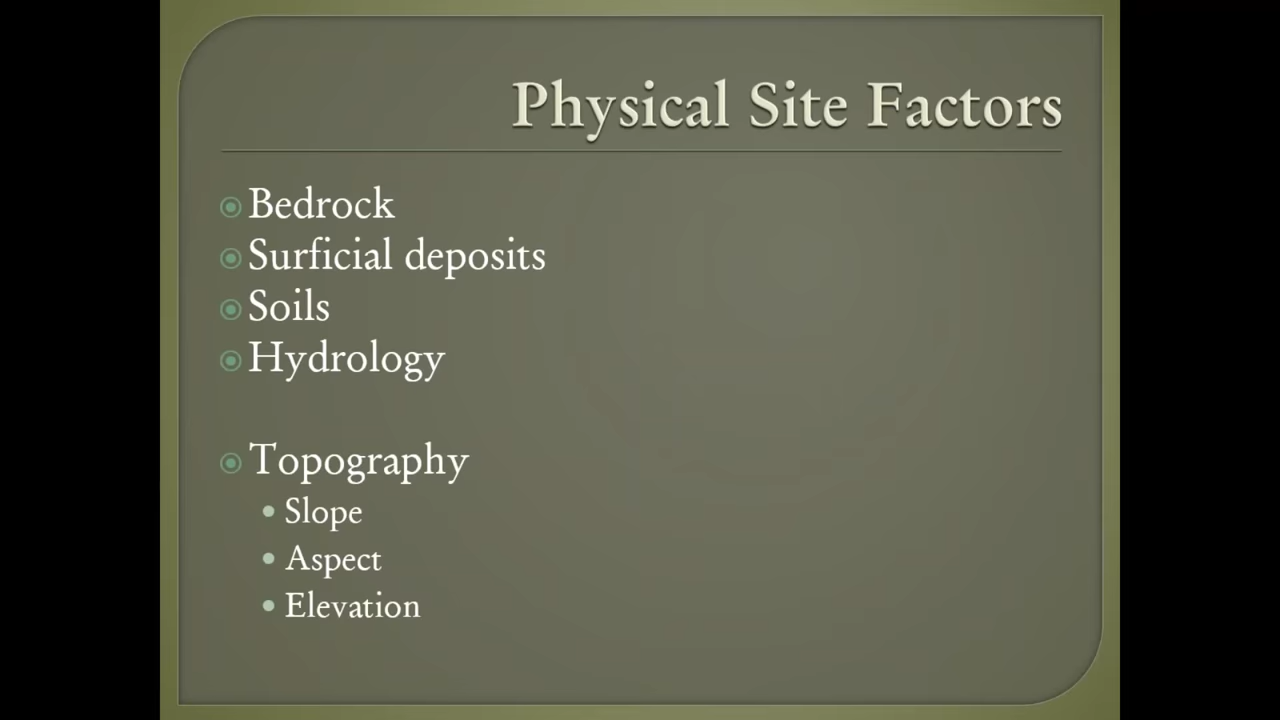 Physical Site Factors
Bedrock
Surficial deposits
Soils
Hydrology
Topography
Slope
Aspect
Elevation